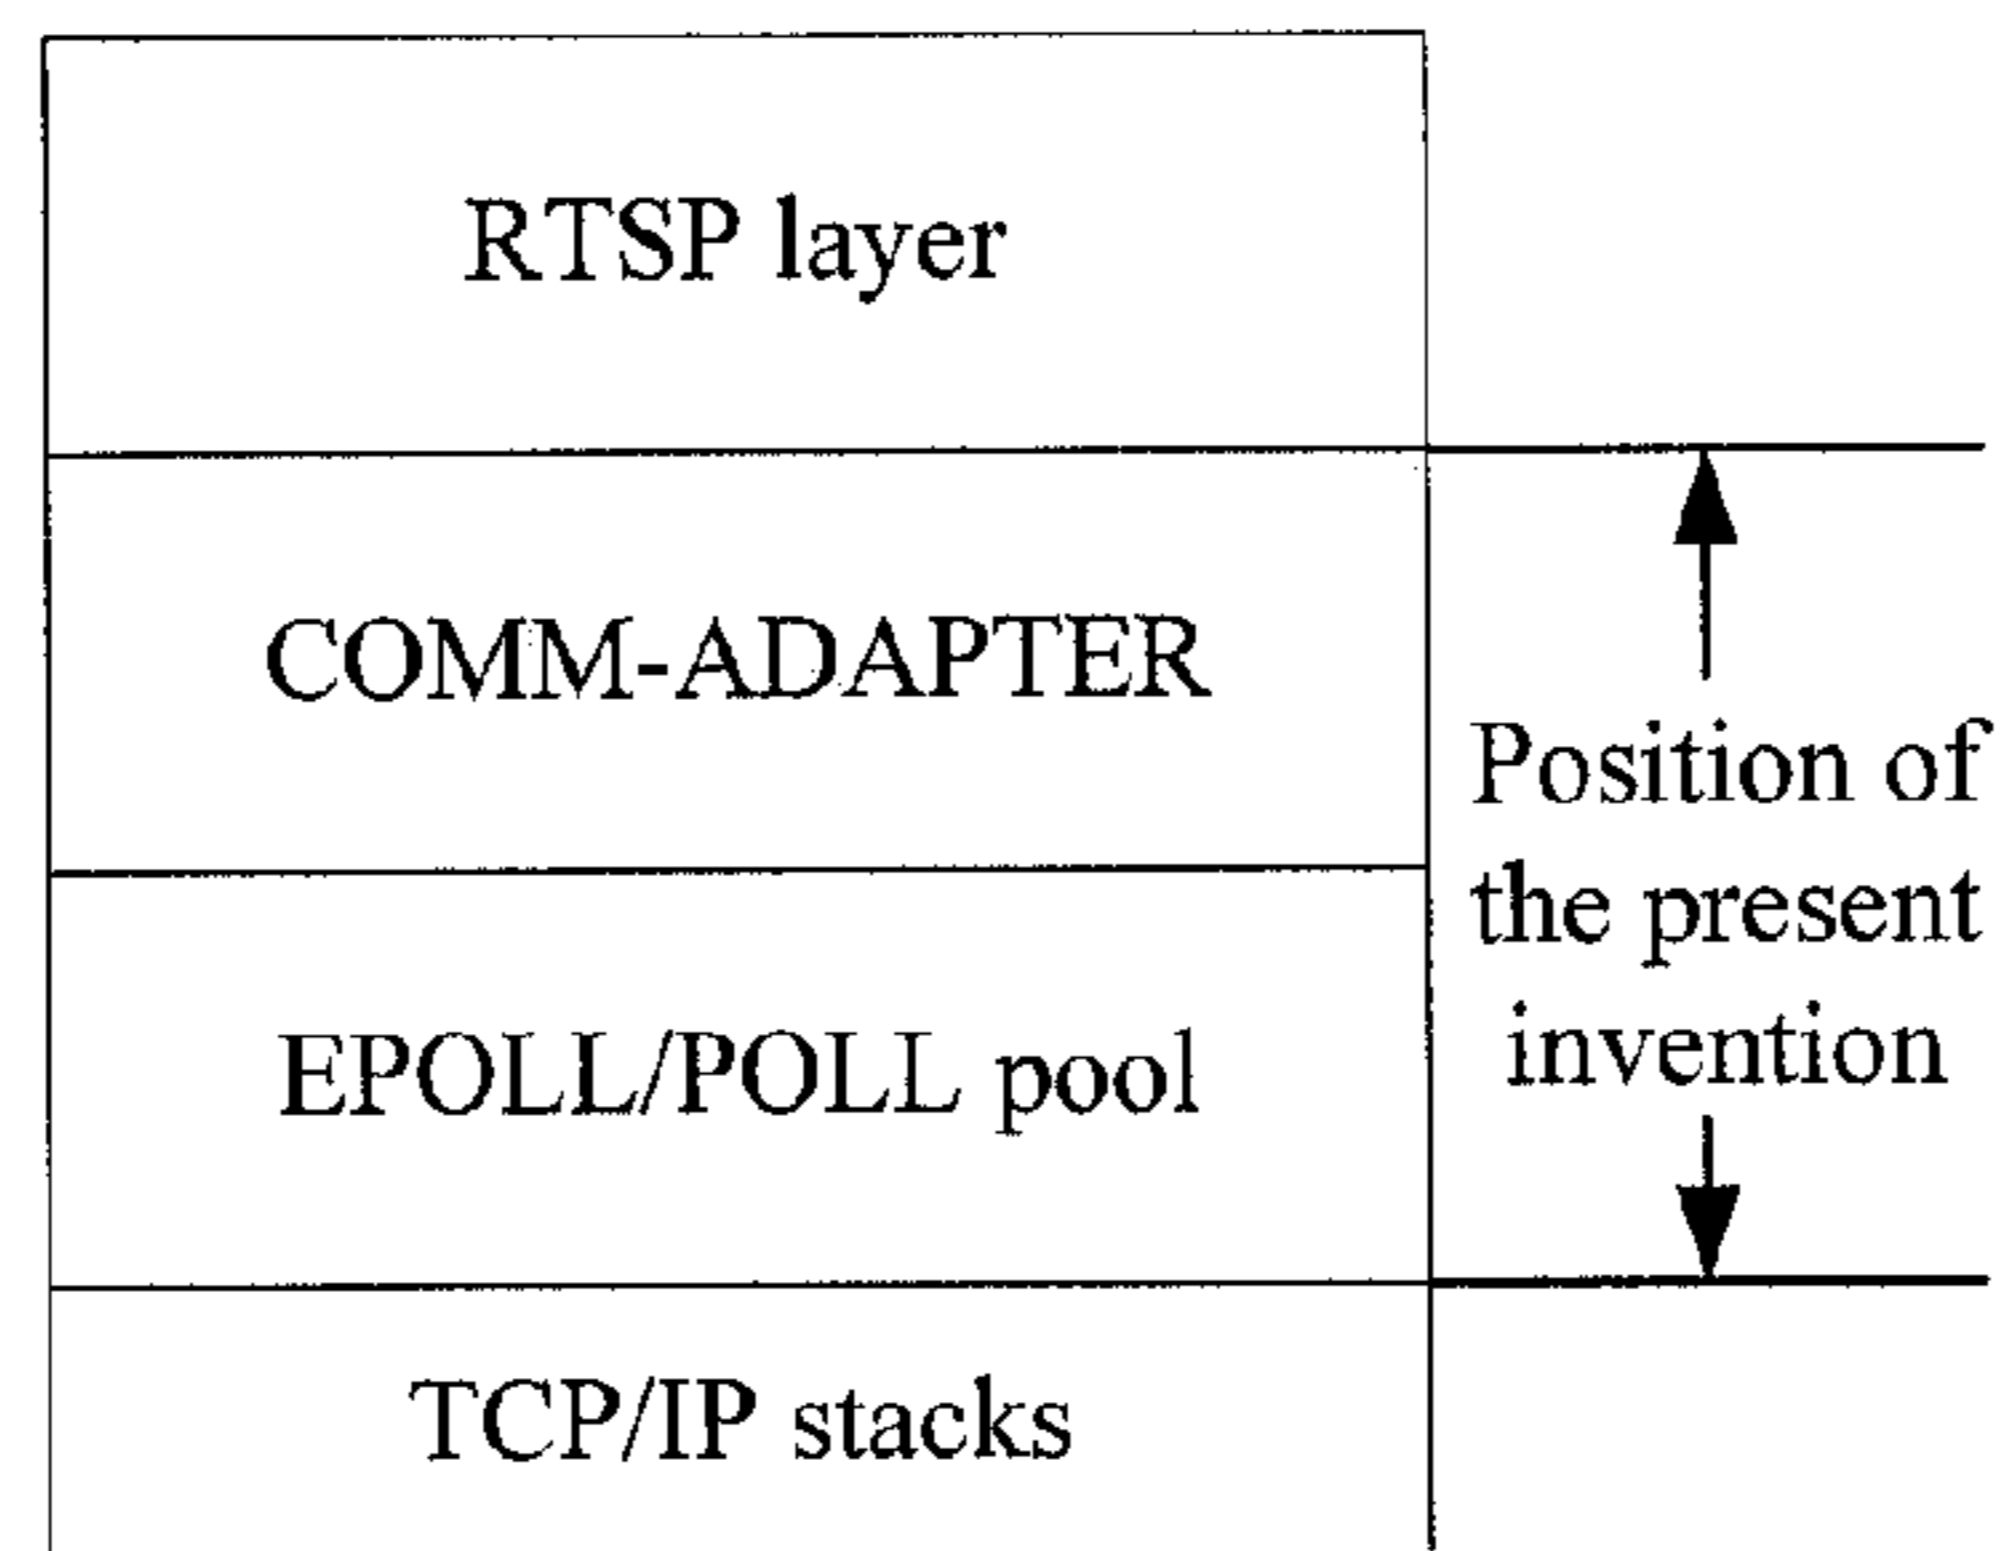 RTSP layer
COMM-ADAPTER
EPOLL/POLL pool
TCP/IP stacks
Position of
the present
invention